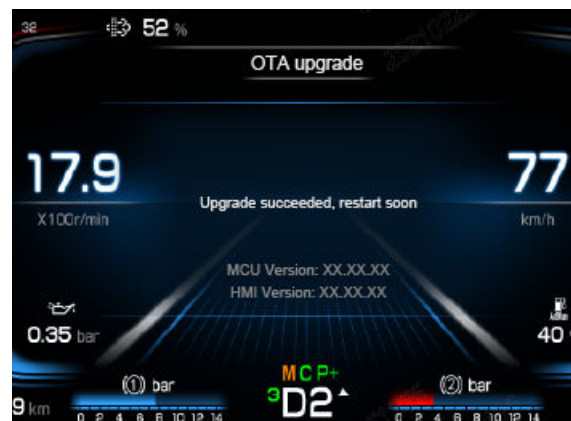 32
52 %
OTA upgrade
17.9
X100r/min
77
km/h
Upgrade succeeded, restart soon
MCU Version: XX.XX.XX
HMI Version: XX.XX.XX
0.35 bar
AdBlue
40
M C P+
(1) bar
3 D2
(2) bar
9 km
0 2 4 6 8 10 12 14
0 2 4 6 8 10 12 14